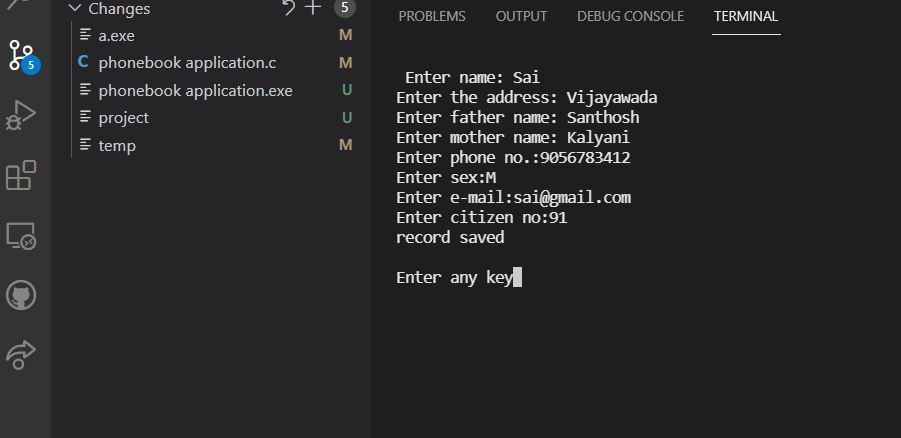 Changes
5
a.exe M
C phonebook application.c M
phonebook application.exe U
project U
temp M
5
PROBLEMS OUTPUT DEBUG CONSOLE TERMINAL
Enter name: Sai
Enter the address: Vijayawada
Enter father name: Santhosh
Enter mother name: Kalyani
Enter phone no.:9056783412
Enter sex:M
Enter e-mail:sai@gmail.com
Enter citizen no:91
record saved
Enter any key